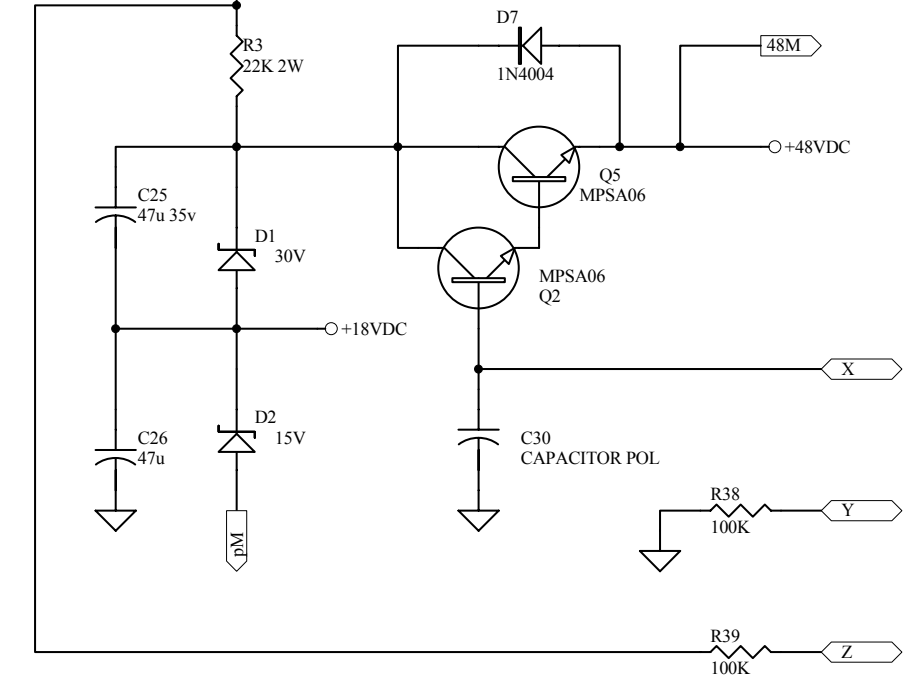 D7
1N4004
48M
R3
22K 2W
+48VDC
Q5
MPSA06
C25
47u 35v
D1
30V
MPSA06
Q2
+18VDC
X
D2
15V
C26
47u
C30
CAPACITOR POL
pM
R38
100K
Y
R39
100K
Z